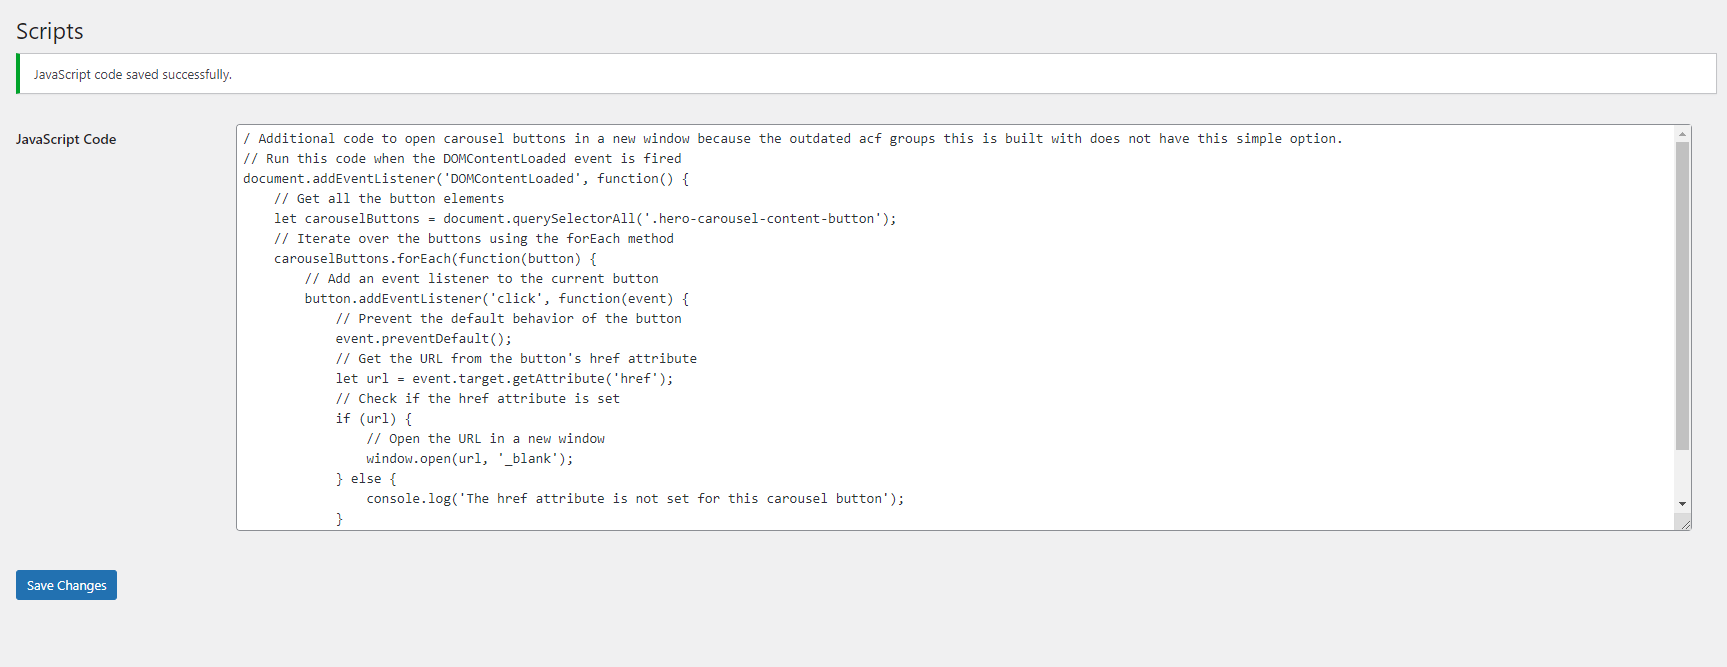 Scripts
JavaScript code saved successfully.
JavaScript Code
/ Additional code to open carousel buttons in a new window because the outdated acf groups this is built with does not have this simple option.
// Run this code when the DOMContentLoaded event is fired
document.addEventListener('DOMContentLoaded', function() {
    // Get all the button elements
    let carouselButtons = document.querySelectorAll('.hero-carousel-content-button');
    // Iterate over the buttons using the forEach method
    carouselButtons.forEach(function(button) {
        // Add an event listener to the current button
        button.addEventListener('click', function(event) {
            // Prevent the default behavior of the button
            event.preventDefault();
            // Get the URL from the button's href attribute
            let url = event.target.getAttribute('href');
            // Check if the href attribute is set
            if (url) {
                // Open the URL in a new window
                window.open(url, '_blank');
            } else {
                console.log('The href attribute is not set for this carousel button');
            }
Save Changes